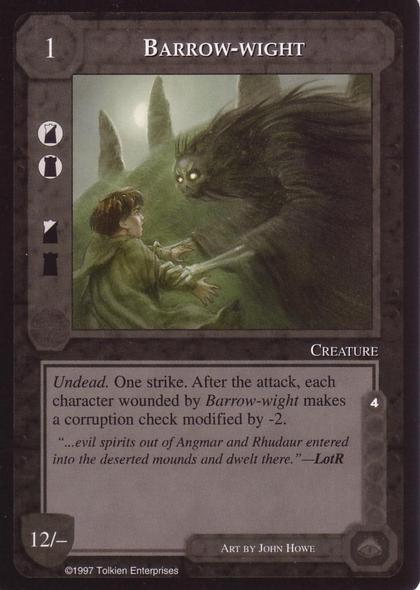 1
BARROW-WIGHT
CREATURE
Undead. One strike. After the attack, each
character wounded by Barrow-wight makes
a corruption check modified by -2.
4
“...evil spirits out of Angmar and Rhudaur entered
into the deserted mounds and dwelt there.”—LotR
12/–
ART BY JOHN HOWE
©1997 Tolkien Enterprises